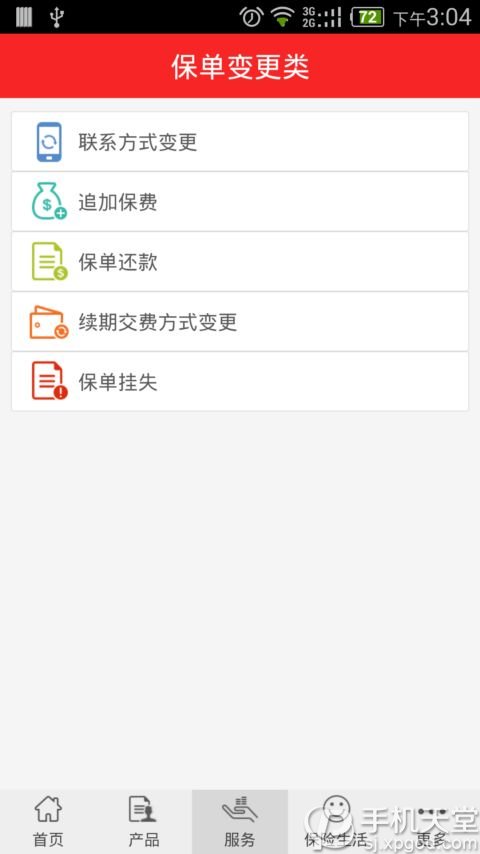 3G
2G
72
下午3:04
保单变更类
联系方式变更
追加保费
保单还款
续期交费方式变更
保单挂失
首页
产品
服务
保险生活
更多
手机天堂
sj.xpgod.com